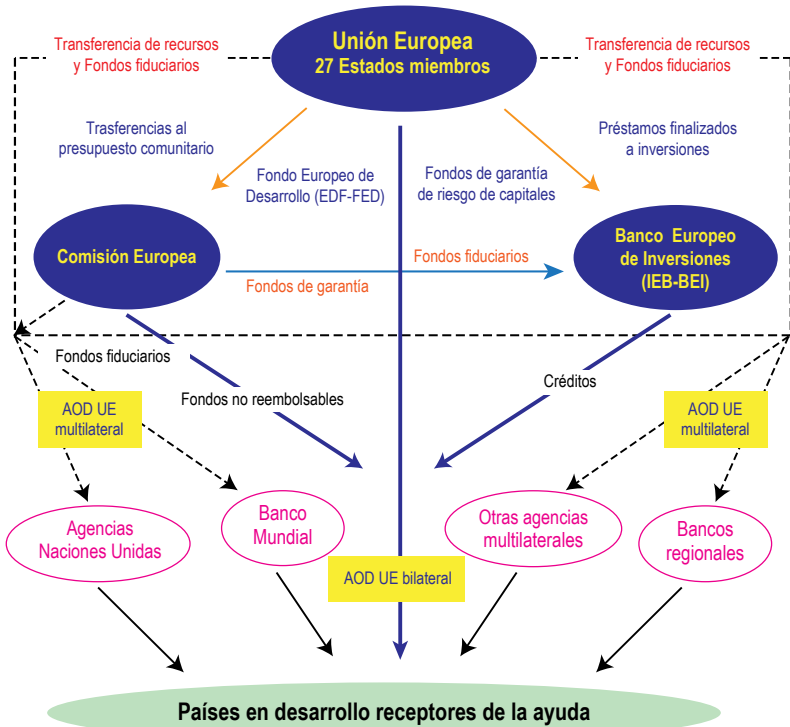 Unión Europea
27 Estados miembros
Transferencia de recursos
y Fondos fiduciarios
Transferencia de recursos
y Fondos fiduciarios
Trasferencias al
presupuesto comunitario
Préstamos finalizados
a inversiones
Fondo Europeo de
Desarrollo (EDF-FED)
Fondos de garantía
de riesgo de capitales
Comisión Europea
Fondos fiduciarios
Fondos de garantía
Banco Europeo
de Inversiones
(IEB-BEI)
Fondos fiduciarios
Fondos no reembolsables
Créditos
AOD UE
multilateral
AOD UE
multilateral
Agencias
Naciones Unidas
Banco
Mundial
Otras agencias
multilaterales
Bancos
regionales
AOD UE bilateral
Países en desarrollo receptores de la ayuda